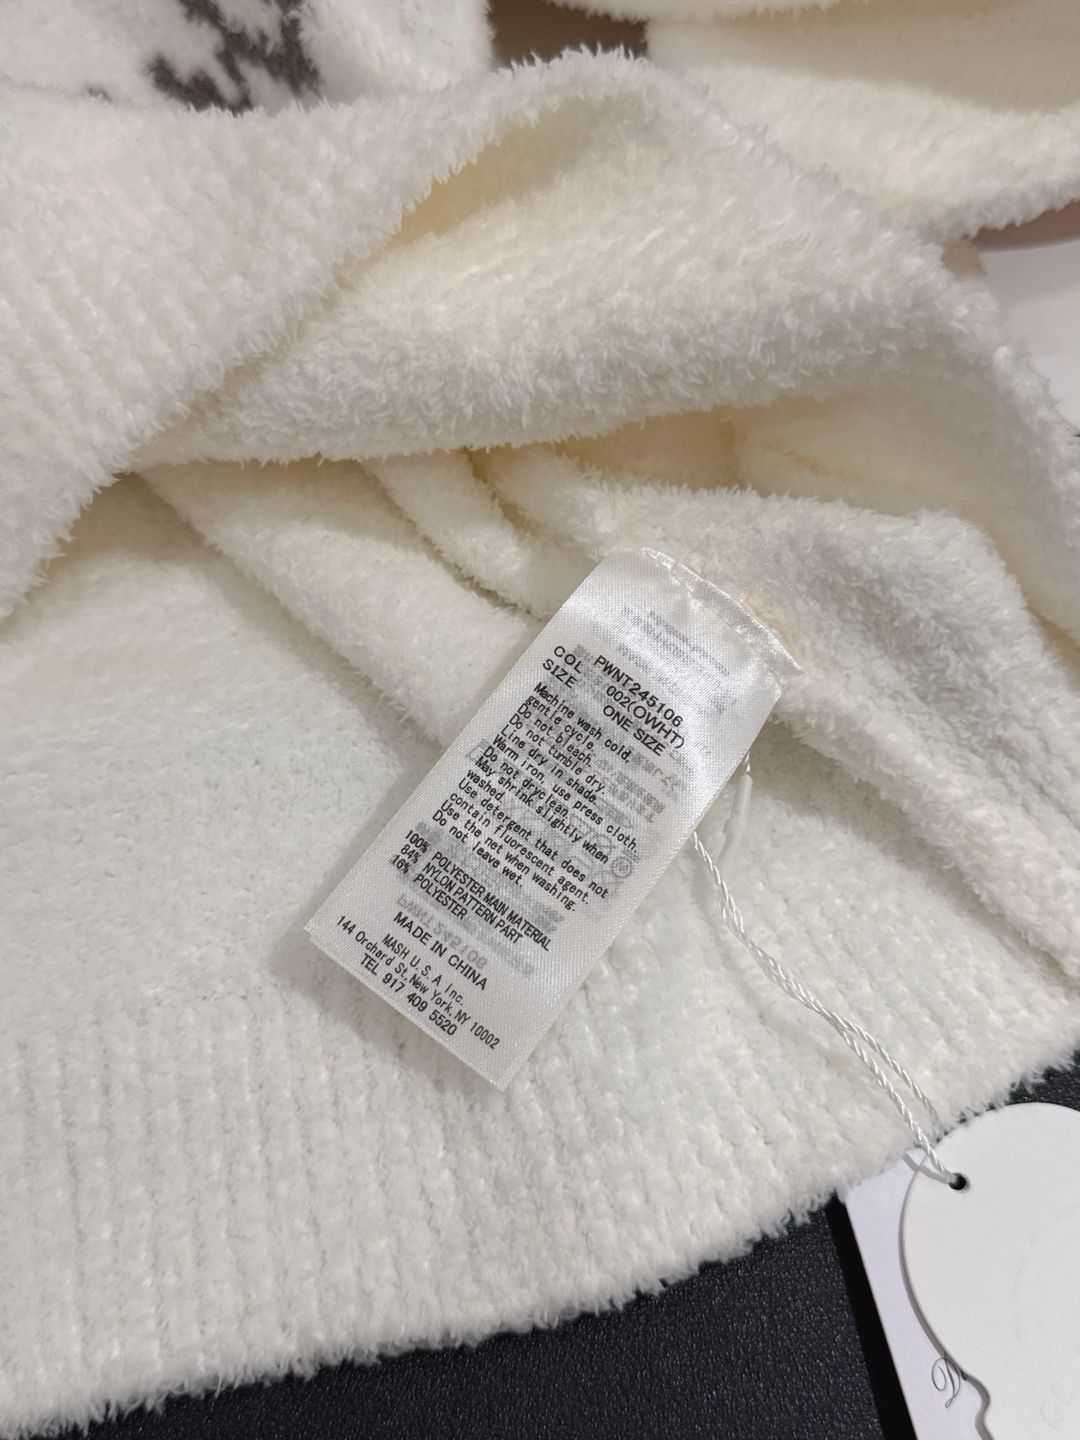 PWNT245106
COL 002(OWHT)
SIZE ONE SIZE
Machine wash cold,
gentle cycle.
Do not bleach.
Do not tumble dry.
Line dry in shade.
Warm iron, use press cloth.
Do not dryclean.
May shrink slightly when
washed.
Use detergent that does not
contain fluorescent agent.
Use the net when washing.
Do not leave wet.
100% POLYESTER MAIN MATERIAL
84% NYLON PATTERN PART
16% POLYESTER
MADE IN CHINA
MASH U.S.A Inc.
144 Orchard St, New York, NY 10002
TEL 917 409 5520